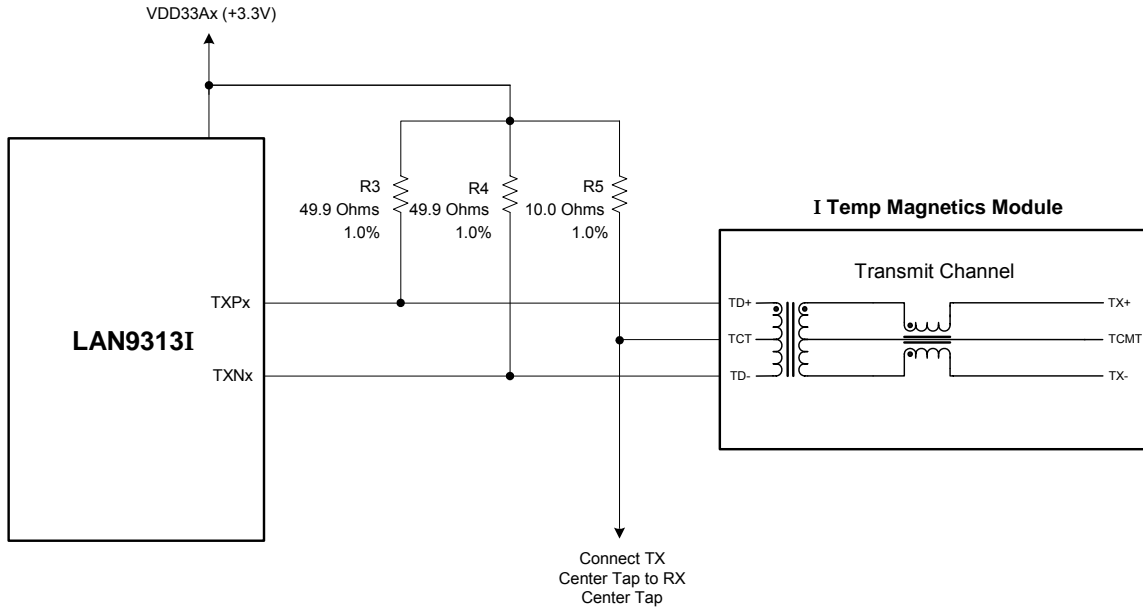 VDD33Ax (+3.3V)
R3
49.9 Ohms
1.0%
R4
49.9 Ohms
1.0%
R5
10.0 Ohms
1.0%
I Temp Magnetics Module
Transmit Channel
TXPx
LAN9313I
TXNx
TD+
TCT
TD-
TX+
TCMT
TX-
Connect TX
Center Tap to RX
Center Tap